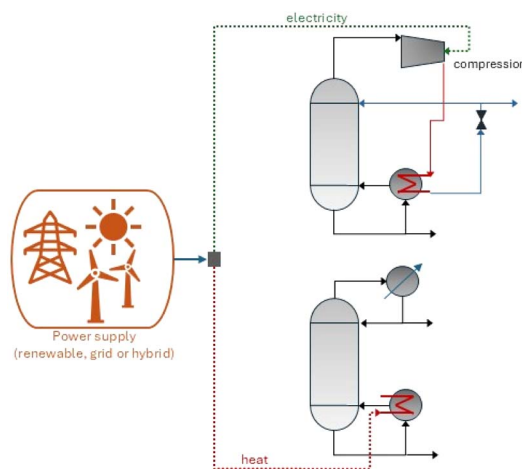 electricity
compression
Power supply
(renewable, grid or hybrid)
heat